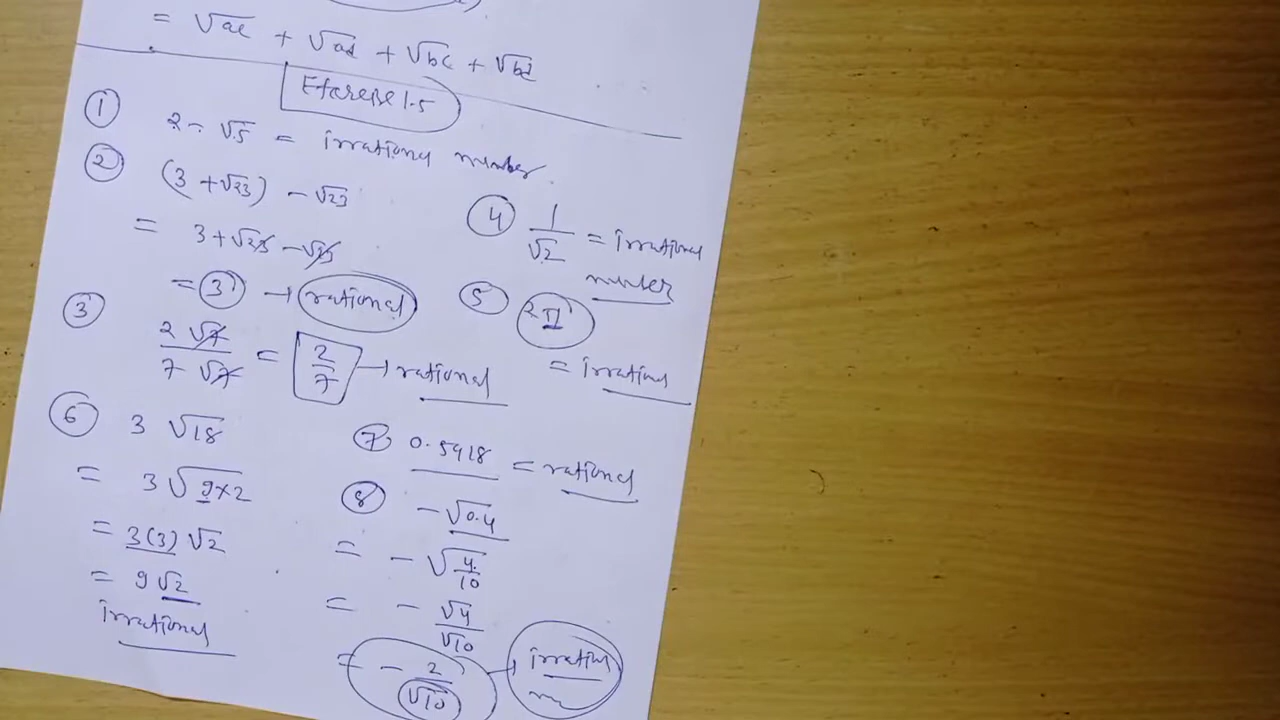 = √ac + √ad + √bc + √bd
Exercise 1.5
① 2 - √5 = irrational number.
② (3 + √23) - √23
= 3 + √23 - √23
= 3 → rational
③ 2√7 / 7√7 = 2/7 → rational
④ 1/√2 = irrational
number
⑤ 2π
= irrational
⑥ 3 √18
= 3 √9×2
= 3(3) √2
= 9 √2
irrational
⑦ 0.5918 = rational
⑧ - √0.4
= - √4/10
= - √4/√10
= - 2/√10 → irrational